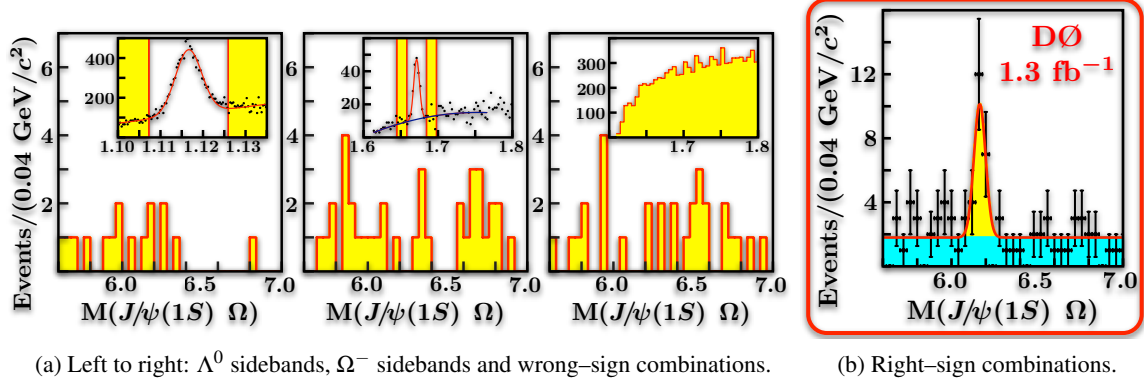 Events/(0.04 GeV/c²)
6
4
2
500
400
200
1.10 1.11 1.12 1.13
6.0 6.5 7.0
M(J/ψ(1S) Ω)
6
4
2
40
20
1.6 1.7 1.8
6.0 6.5 7.0
M(J/ψ(1S) Ω)
6
4
2
300
200
100
1.7 1.8
6.0 6.5 7.0
M(J/ψ(1S) Ω)
Events/(0.04 GeV/c²)
12
8
4
DØ
1.3 fb⁻¹
6.0 6.5 7.0
M(J/ψ(1S) Ω)
(a) Left to right: Λ⁰ sidebands, Ω⁻ sidebands and wrong–sign combinations.
(b) Right–sign combinations.